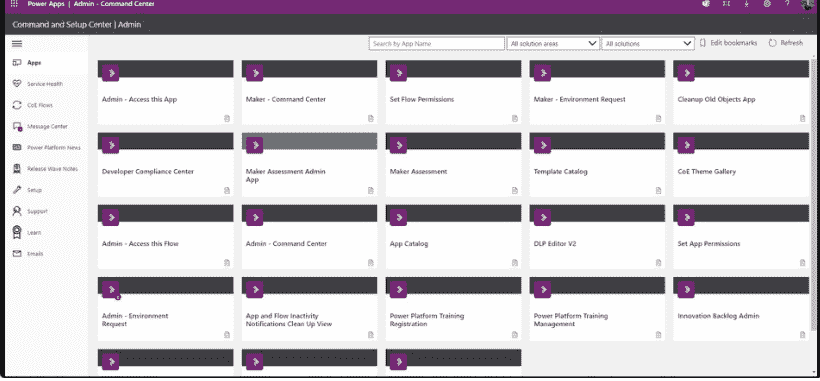 Power Apps | Admin - Command Center
Command and Setup Center | Admin
Search by App Name
All solution areas
All solutions
Edit bookmarks
Refresh
Apps
Service Health
CoE Flows
Message Center
Power Platform News
Release Wave Notes
Setup
Support
Learn
Emails
Admin - Access this App
Maker - Command Center
Set Flow Permissions
Maker - Environment Request
Cleanup Old Objects App
Developer Compliance Center
Maker Assessment Admin
App
Maker Assessment
Template Catalog
CoE Theme Gallery
Admin - Access this Flow
Admin - Command Center
App Catalog
DLP Editor V2
Set App Permissions
Admin - Environment
Request
App and Flow Inactivity
Notifications Clean Up View
Power Platform Training
Registration
Power Platform Training
Management
Innovation Backlog Admin